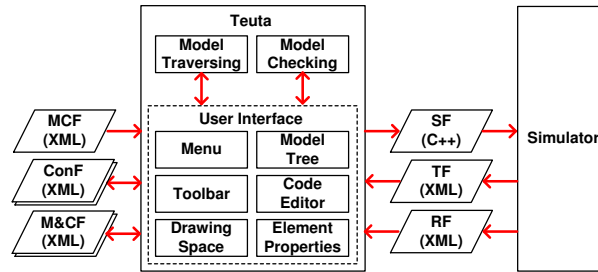 Teuta
Model Traversing
Model Checking
User Interface
Menu
Model Tree
Toolbar
Code Editor
Drawing Space
Element Properties
MCF (XML)
ConF (XML)
M&CF (XML)
SF (C++)
TF (XML)
RF (XML)
Simulator